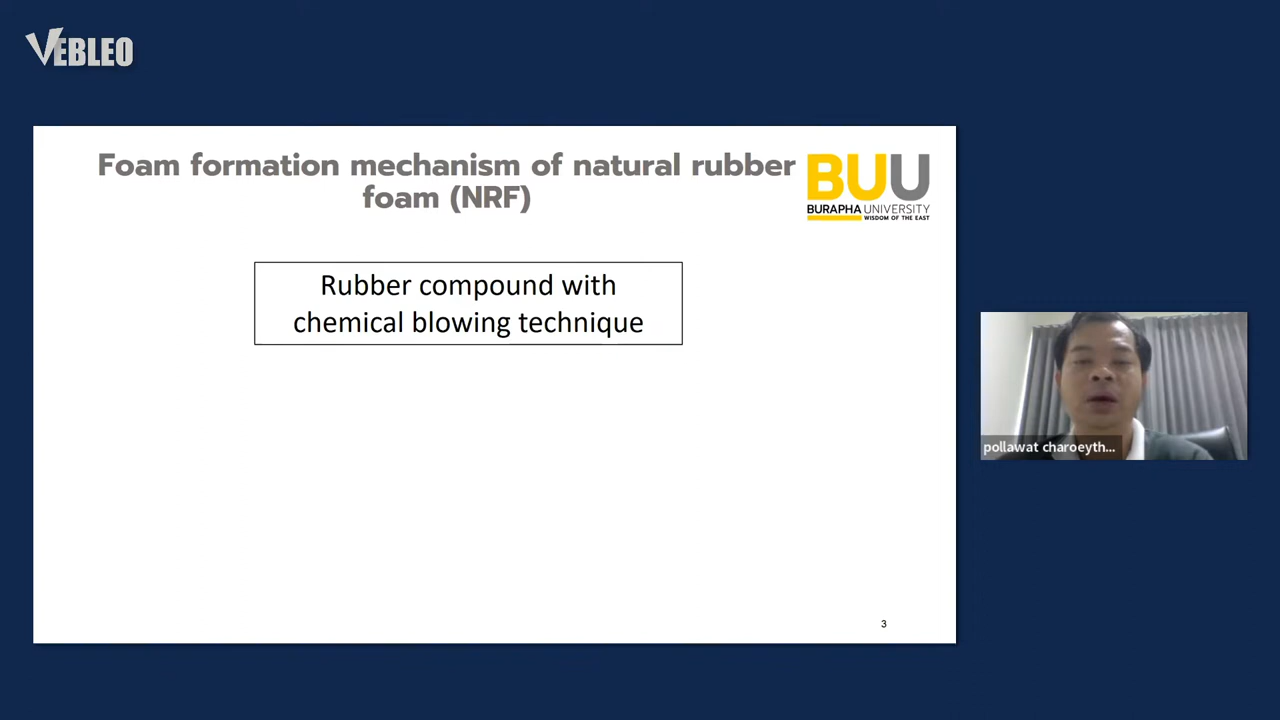 VEBLEO
Foam formation mechanism of natural rubber
foam (NRF)
BUU
BURAPHA UNIVERSITY
WISDOM OF THE EAST
Rubber compound with
chemical blowing technique
pollawat charoeyth...
3